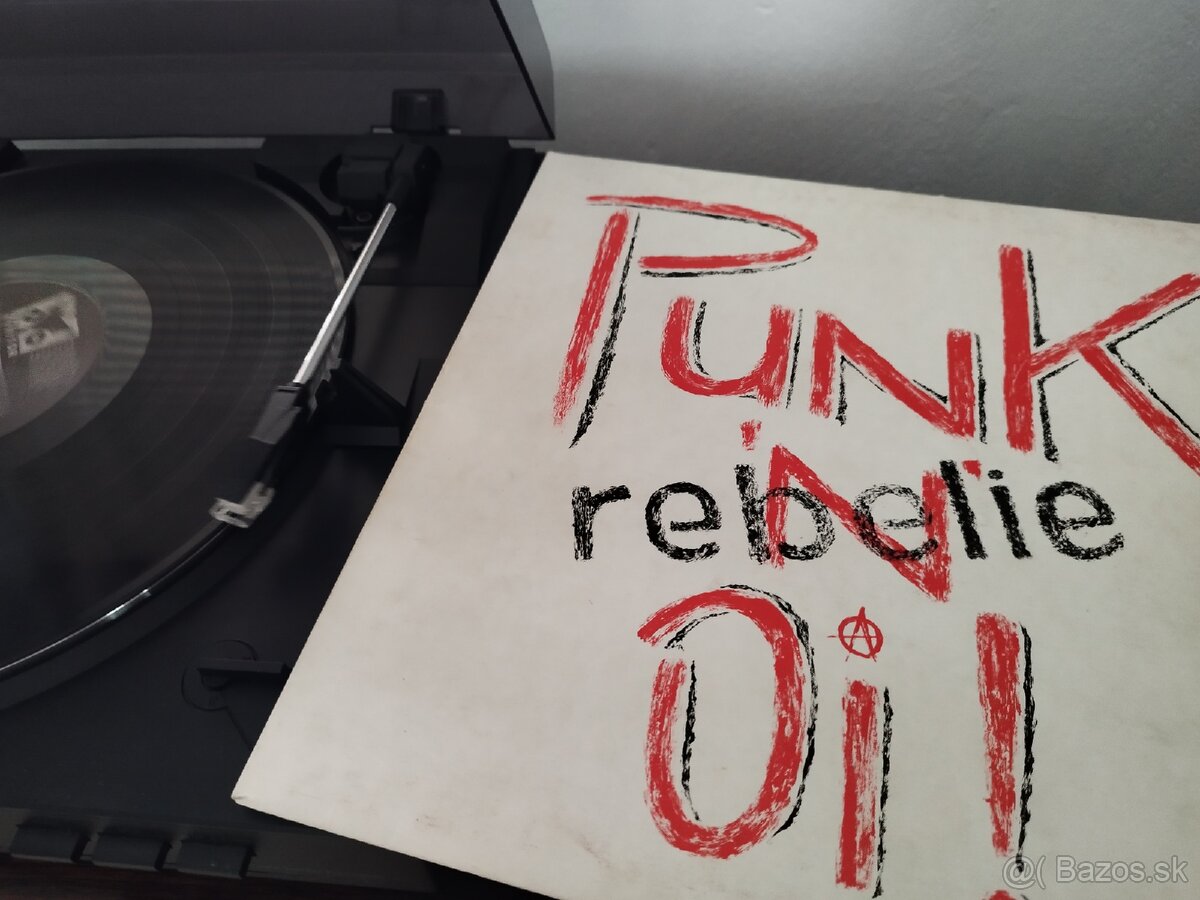 PUNK
'N'
rebelie
Oi!
@( Bazos.sk